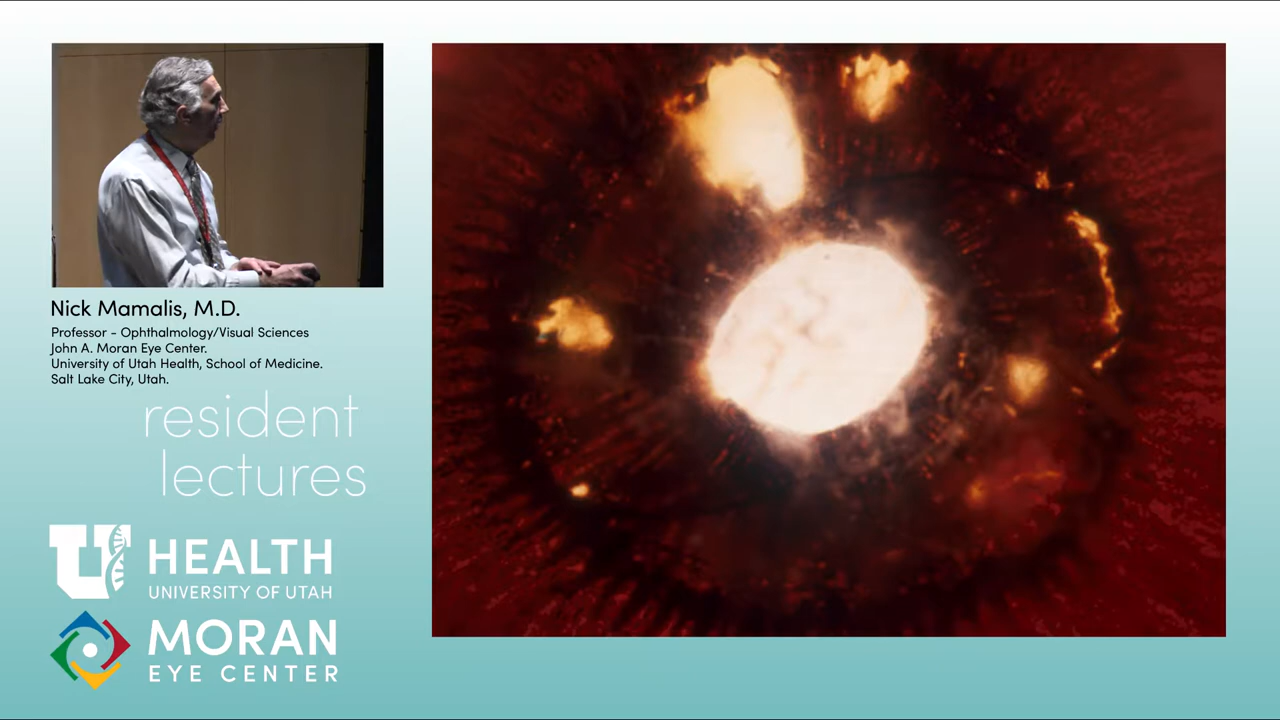 Nick Mamalis, M.D.
Professor - Ophthalmology/Visual Sciences
John A. Moran Eye Center.
University of Utah Health, School of Medicine.
Salt Lake City, Utah.
resident
lectures
U HEALTH
UNIVERSITY OF UTAH
MORAN
EYE CENTER